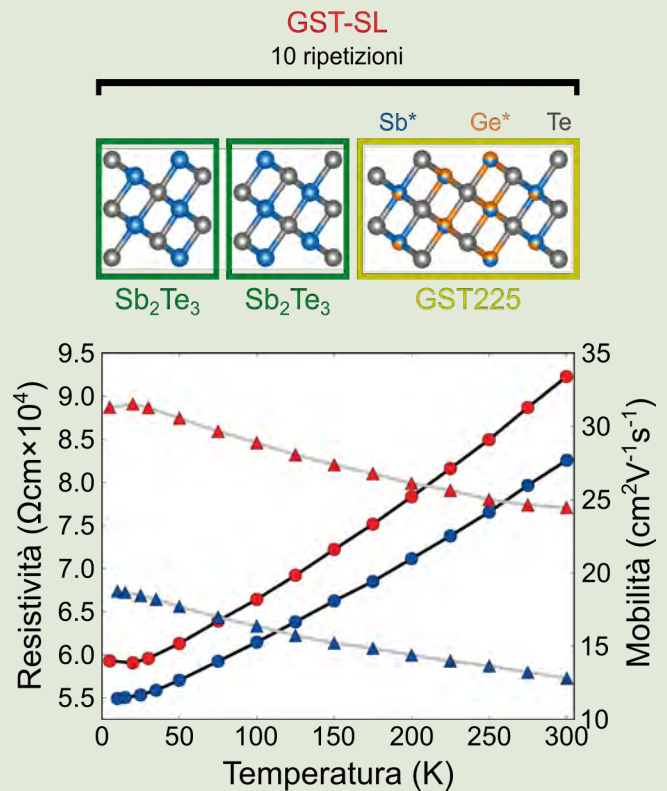 GST-SL
10 ripetizioni
Sb* Ge* Te
Sb₂Te₃ Sb₂Te₃ GST225
9.5
9.0
8.5
8.0
7.5
7.0
6.5
6.0
5.5
Resistività (Ωcm×10⁴)
35
30
25
20
15
10
Mobilità (cm²V⁻¹s⁻¹)
0 50 100 150 200 250 300
Temperatura (K)